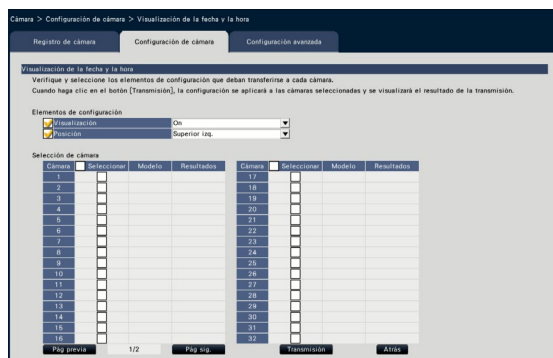 Cámara > Configuración de cámara > Visualización de la fecha y la hora
Registro de cámara Configuración de cámara Configuración avanzada
Visualización de la fecha y la hora
Verifique y seleccione los elementos de configuración que deban transferirse a cada cámara.
Cuando haga clic en el botón [Transmisión], la configuración se aplicará a las cámaras seleccionadas y se visualizará el resultado de la transmisión.
Elementos de configuración
Visualización On
Posición Superior izq.
Selección de cámara
Cámara Seleccionar Modelo Resultados Cámara Seleccionar Modelo Resultados
1 17
2 18
3 19
4 20
5 21
6 22
7 23
8 24
9 25
10 26
11 27
12 28
13 29
14 30
15 31
16 32
Pág previa 1/2 Pág sig. Transmisión Atrás